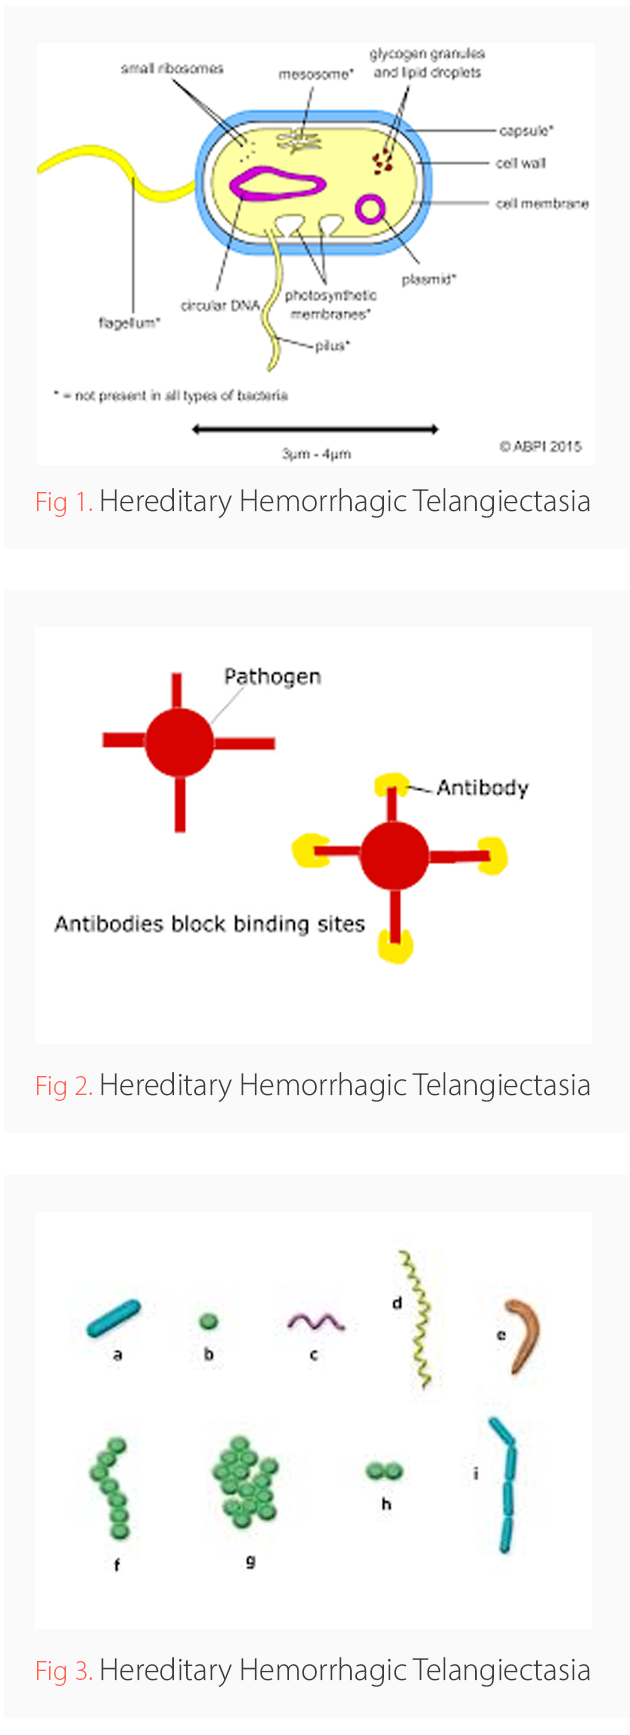 glycogen granules
and lipid droplets
small ribosomes
mesosome*
capsule*
cell wall
cell membrane
plasmid*
circular DNA
photosynthetic
membranes*
flagellum*
pilus*
* = not present in all types of bacteria
3µm - 4µm
© ABPI 2015
Fig 1. Hereditary Hemorrhagic Telangiectasia
Pathogen
Antibody
Antibodies block binding sites
Fig 2. Hereditary Hemorrhagic Telangiectasia
a
b
c
d
e
f
g
h
i
Fig 3. Hereditary Hemorrhagic Telangiectasia